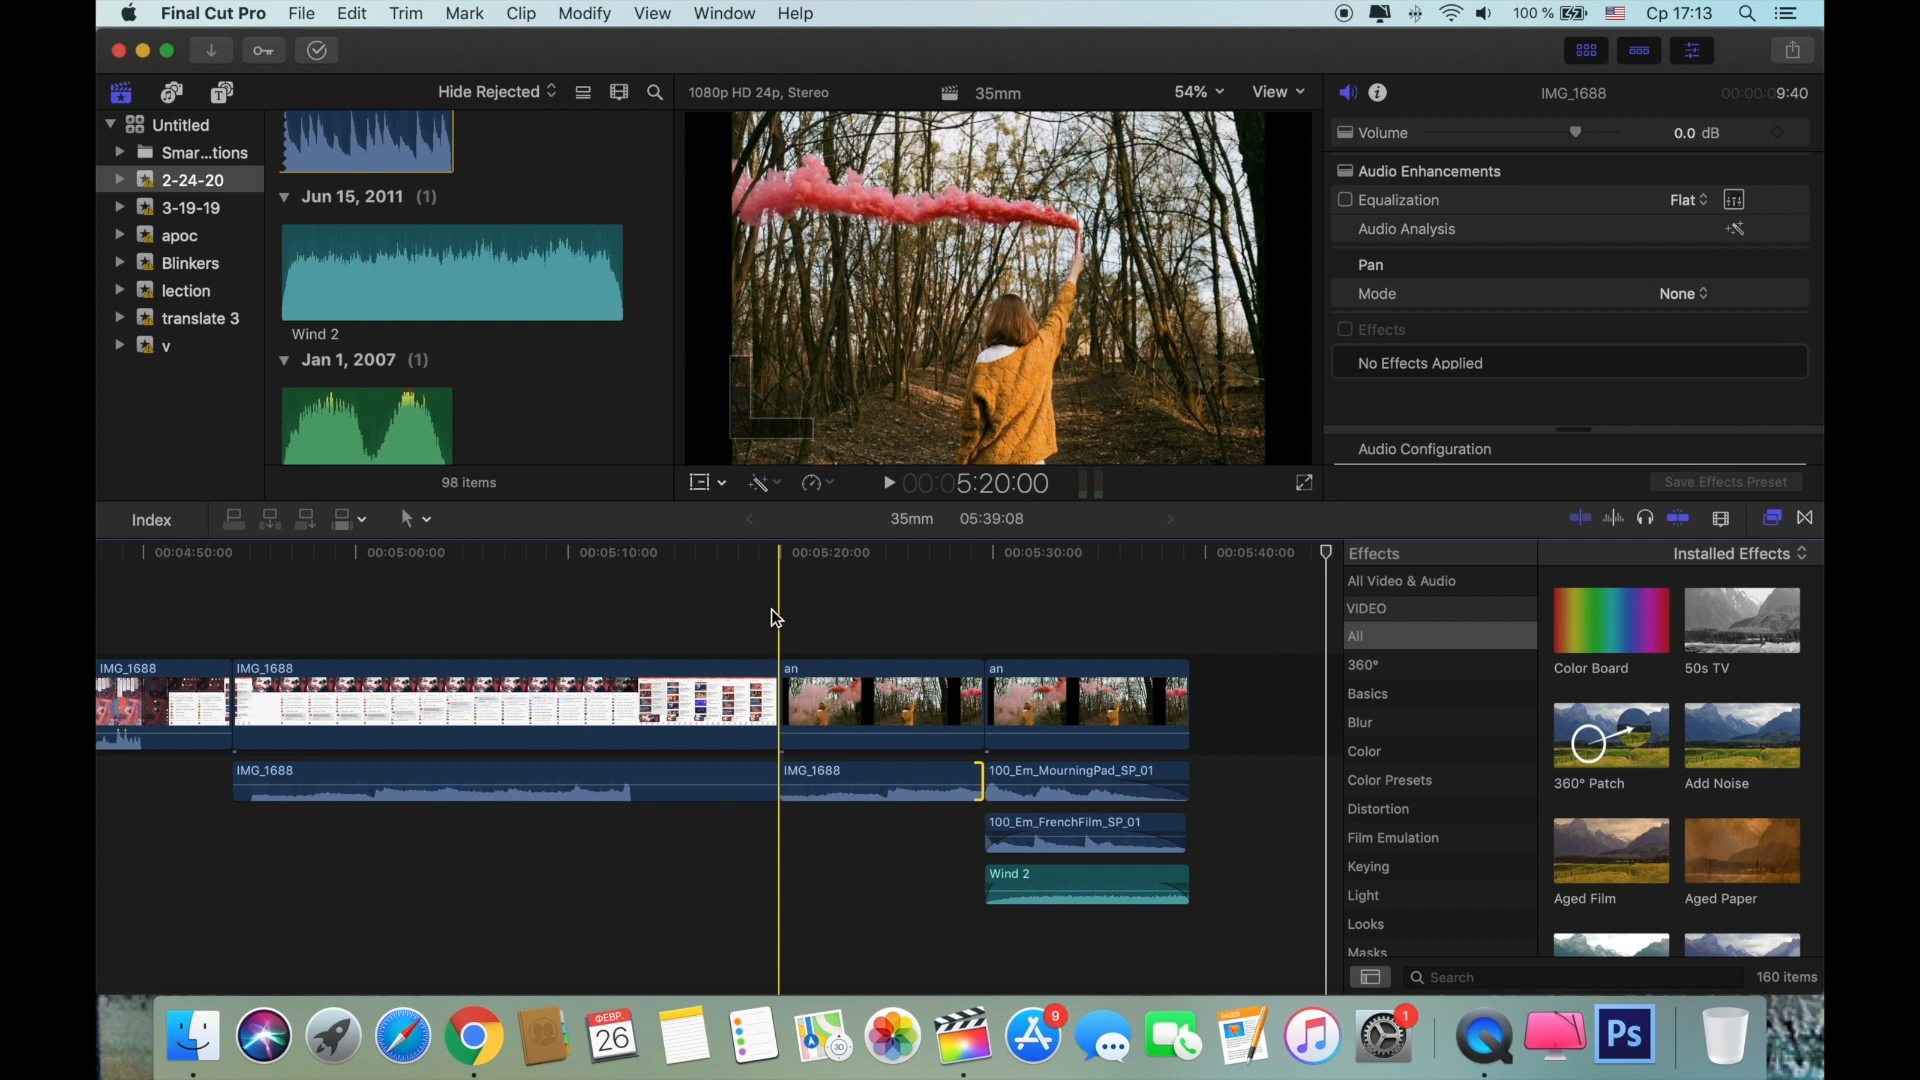 Final Cut Pro File Edit Trim Mark Clip Modify View Window Help 100 % Ср 17:13
Hide Rejected 1080p HD 24p, Stereo 35mm 54% View IMG_1688 00:00:09:40
Untitled
Smar...tions
2-24-20
3-19-19
apoc
Blinkers
lection
translate 3
v
Jun 15, 2011 (1)
Wind 2
Jan 1, 2007 (1)
98 items
00:05:20:00
Volume 0.0 dB
Audio Enhancements
Equalization Flat
Audio Analysis
Pan
Mode None
Effects
No Effects Applied
Audio Configuration
Save Effects Preset
Index 35mm 05:39:08
00:04:50:00 00:05:00:00 00:05:10:00 00:05:20:00 00:05:30:00 00:05:40:00
IMG_1688 IMG_1688 an an
IMG_1688 IMG_1688 100_Em_MourningPad_SP_01
100_Em_FrenchFilm_SP_01
Wind 2
Effects Installed Effects
All Video & Audio
VIDEO
All
360°
Basics
Blur
Color
Color Presets
Distortion
Film Emulation
Keying
Light
Looks
Masks
Color Board 50s TV
360° Patch Add Noise
Aged Film Aged Paper
Search 160 items
ФЕВР.
26
3D
9
PAGES
1
Ps